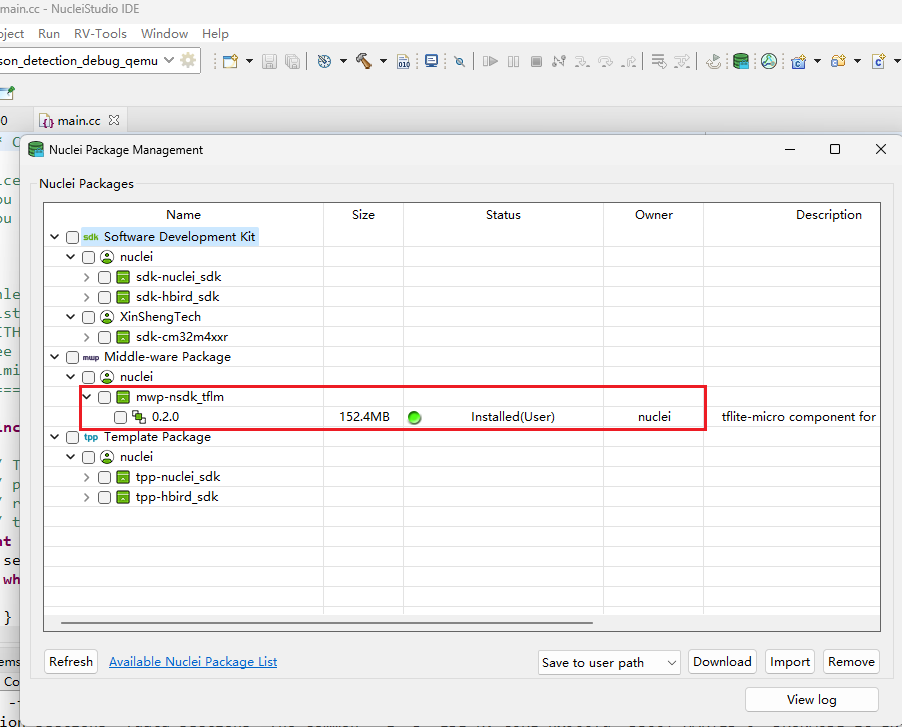 main.cc - NucleiStudio IDE
oject Run RV-Tools Window Help
son_detection_debug_qemu
010
0 main.cc
Nuclei Package Management
Nuclei Packages
Name Size Status Owner Description
sdk Software Development Kit
nuclei
sdk-nuclei_sdk
sdk-hbird_sdk
XinShengTech
sdk-cm32m4xxr
mwp Middle-ware Package
nuclei
mwp-nsdk_tflm
0.2.0 152.4MB Installed(User) nuclei tflite-micro component for
tpp Template Package
nuclei
tpp-nuclei_sdk
tpp-hbird_sdk
Refresh Available Nuclei Package List Save to user path Download Import Remove
View log